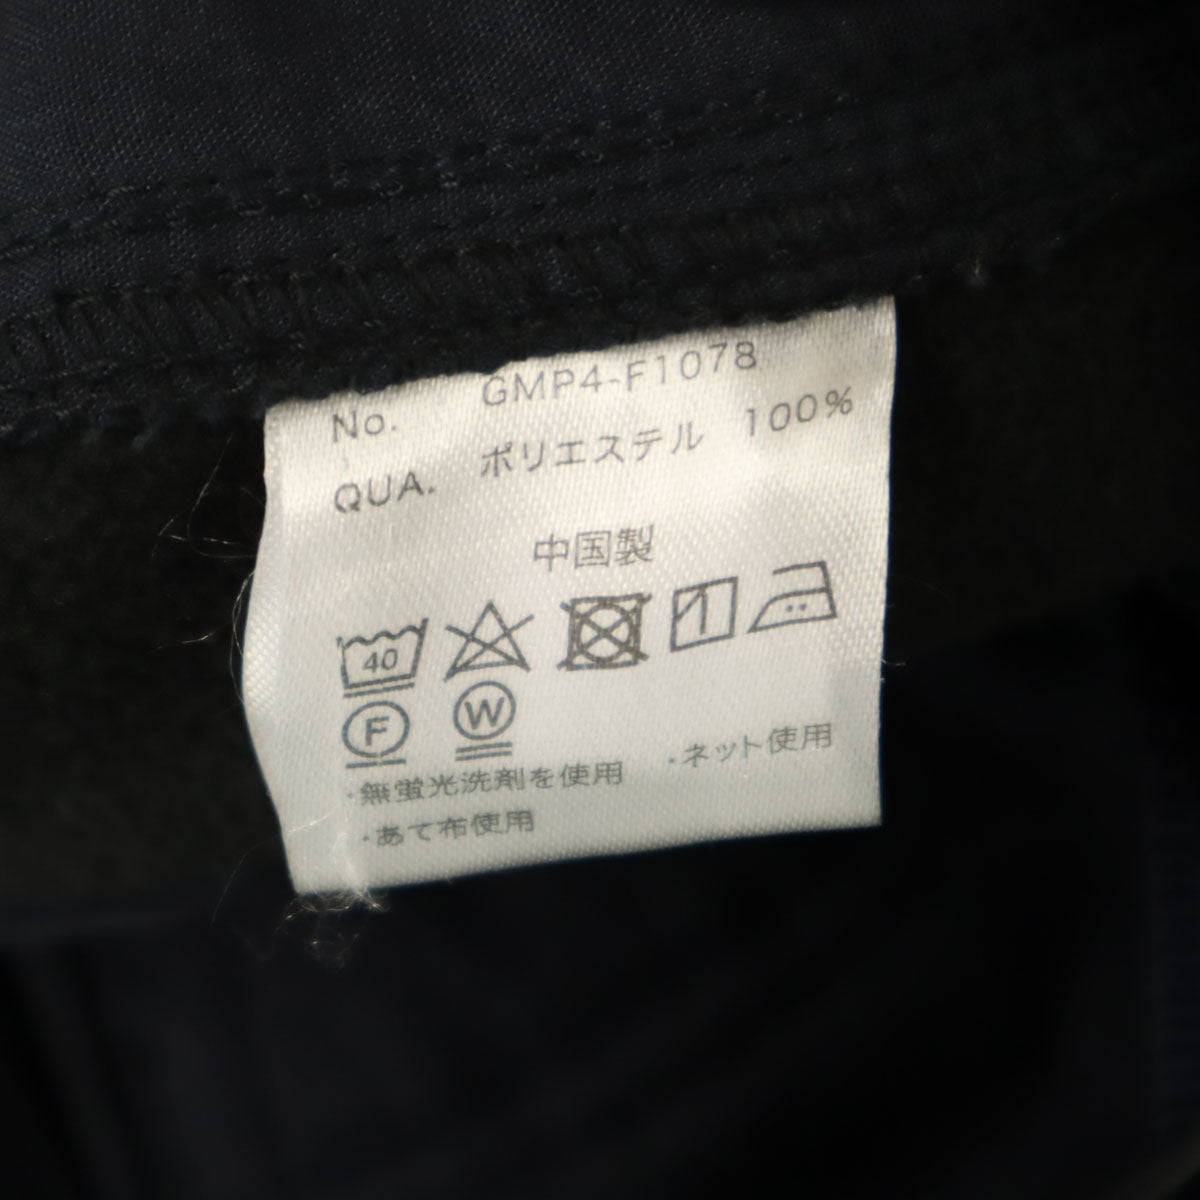 No. GMP4-F1078
QUA. ポリエステル 100%
中国製
40
F W
・無蛍光洗剤を使用 ・ネット使用
・あて布使用